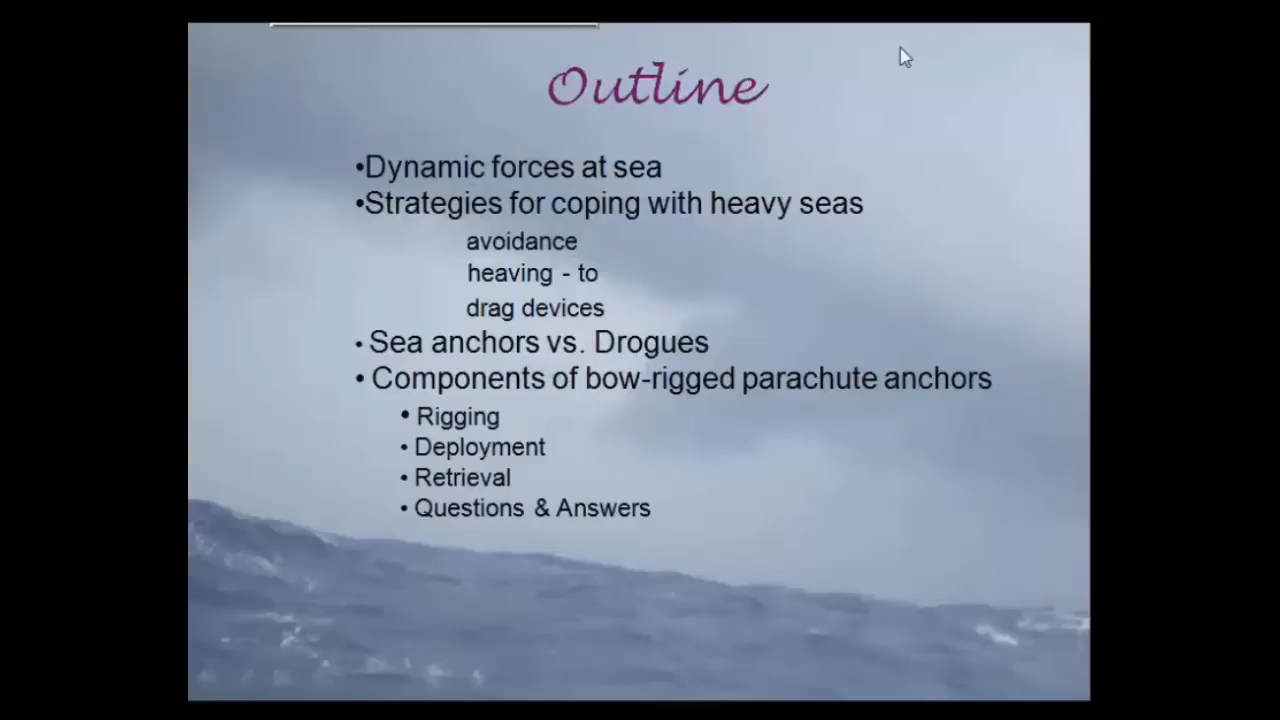 Outline
•Dynamic forces at sea
•Strategies for coping with heavy seas
avoidance
heaving - to
drag devices
• Sea anchors vs. Drogues
• Components of bow-rigged parachute anchors
• Rigging
• Deployment
• Retrieval
• Questions & Answers